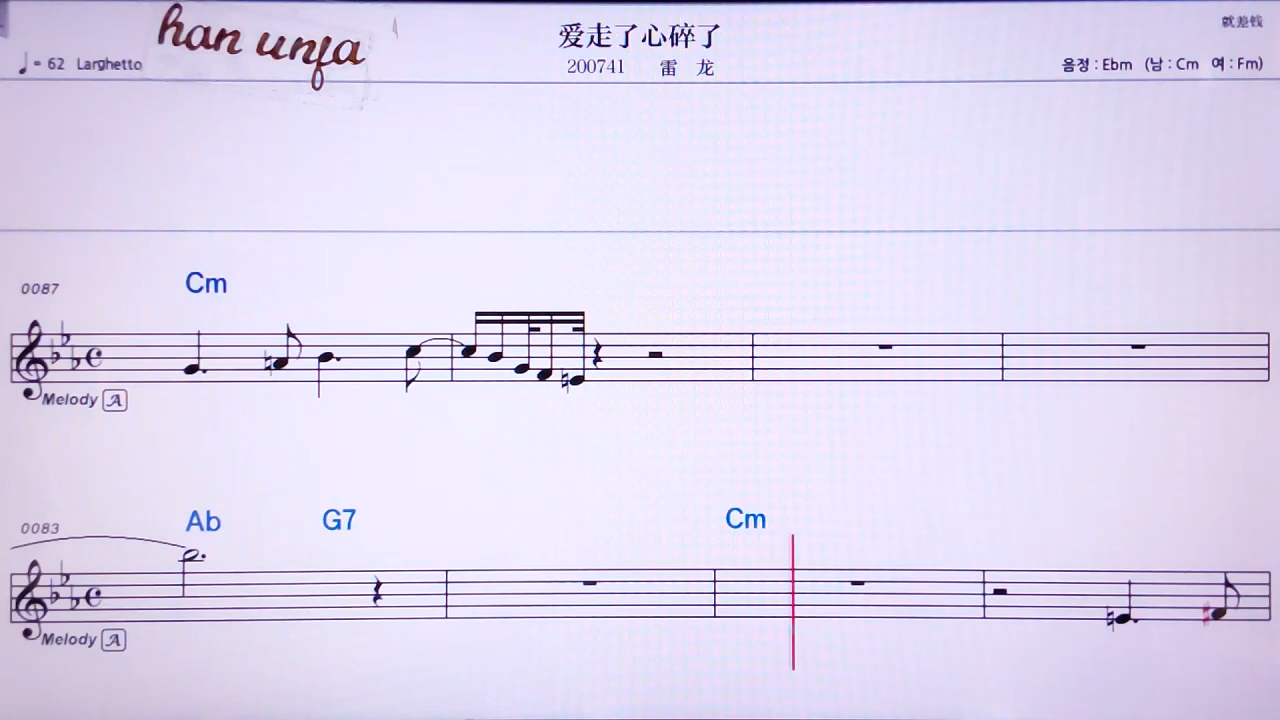 han unfa
爱走了心碎了
就差钱
♩= 62 Larghetto
200741 雷 龙
음정 : Ebm (남 : Cm 여 : Fm)
Cm
0087
Melody A
Ab G7 Cm
0083
Melody A